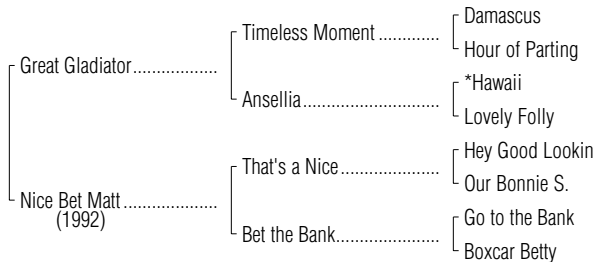 Damascus
Timeless Moment .............
Hour of Parting
Great Gladiator..................
*Hawaii
Ansellia.............................
Lovely Folly
Hey Good Lookin
That's a Nice .....................
Our Bonnie S.
Nice Bet Matt ....................
(1992)
Go to the Bank
Bet the Bank......................
Boxcar Betty